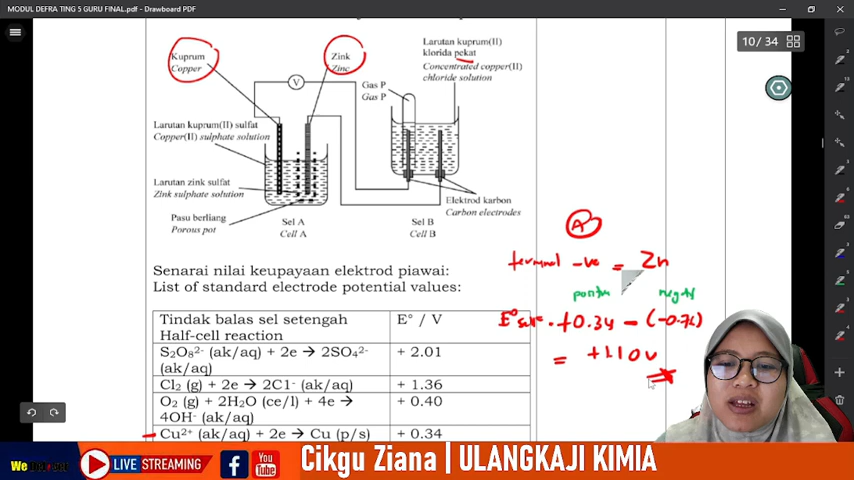 MODUL DEFRA TING 5 GURU FINAL.pdf - Drawboard PDF
10 / 34
Kuprum
Copper
Zink
Zinc
V
Larutan kuprum(II)
klorida pekat
Concentrated copper(II)
chloride solution
Gas P
Gas P
Larutan kuprum(II) sulfat
Copper(II) sulphate solution
Larutan zink sulfat
Zink sulphate solution
Pasu berliang
Porous pot
Sel A
Cell A
Sel B
Cell B
Elektrod karbon
Carbon electrodes
A
terminal -ve = Zn
positif negatif
E° sel = +0.34 - (-0.76)
= +1.10 V
Senarai nilai keupayaan elektrod piawai:
List of standard electrode potential values:
Tindak balas sel setengah
Half-cell reaction
E° / V
S₂O₈²⁻ (ak/aq) + 2e → 2SO₄²⁻
(ak/aq)
+ 2.01
Cl₂ (g) + 2e → 2C1⁻ (ak/aq)
+ 1.36
O₂ (g) + 2H₂O (ce/l) + 4e →
4OH⁻ (ak/aq)
+ 0.40
Cu²⁺ (ak/aq) + 2e → Cu (p/s)
+ 0.34
LIVE STREAMING
You
Tube
Cikgu Ziana | ULANGKAJI KIMIA